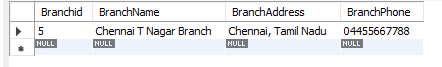 Branchid BranchName BranchAddress BranchPhone
5 Chennai T Nagar Branch Chennai, Tamil Nadu 04455667788
NULL NULL NULL NULL